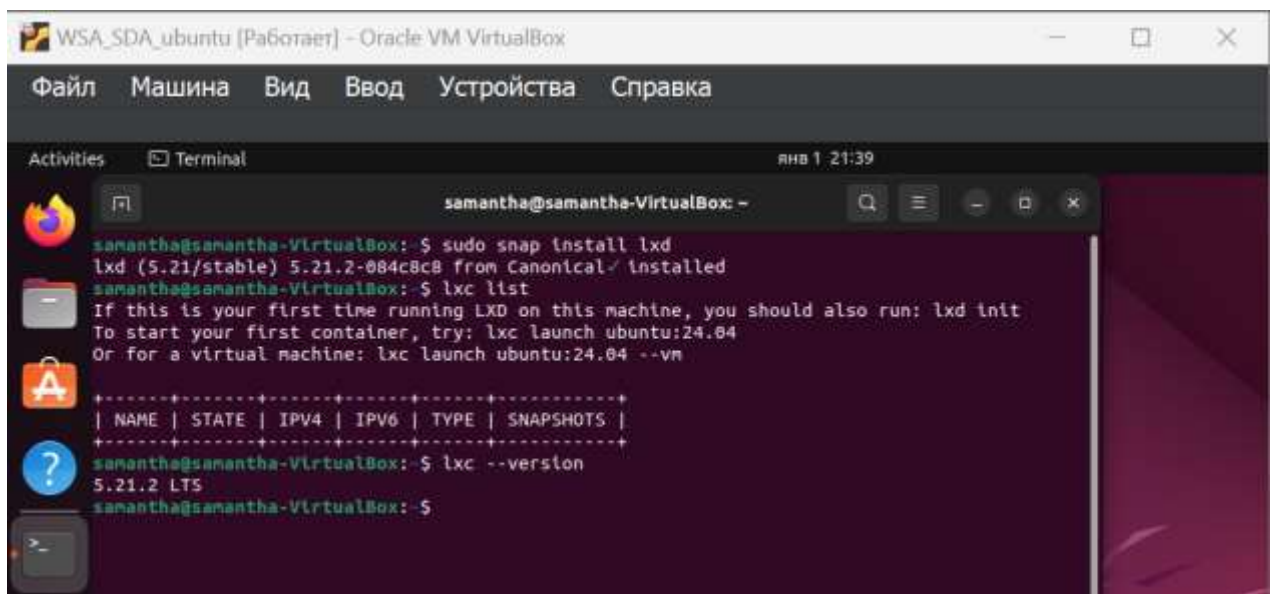 WSA_SDA_ubuntu [Работает] - Oracle VM VirtualBox
Файл Машина Вид Ввод Устройства Справка
Activities Terminal янв 1 21:39
samantha@samantha-VirtualBox: ~
samantha@samantha-VirtualBox:~$ sudo snap install lxd
lxd (5.21/stable) 5.21.2-084c8c8 from Canonical✓ installed
samantha@samantha-VirtualBox:~$ lxc list
If this is your first time running LXD on this machine, you should also run: lxd init
To start your first container, try: lxc launch ubuntu:24.04
Or for a virtual machine: lxc launch ubuntu:24.04 --vm
+------+-------+------+------+------+-----------+
| NAME | STATE | IPV4 | IPV6 | TYPE | SNAPSHOTS |
+------+-------+------+------+------+-----------+
samantha@samantha-VirtualBox:~$ lxc --version
5.21.2 LTS
samantha@samantha-VirtualBox:~$